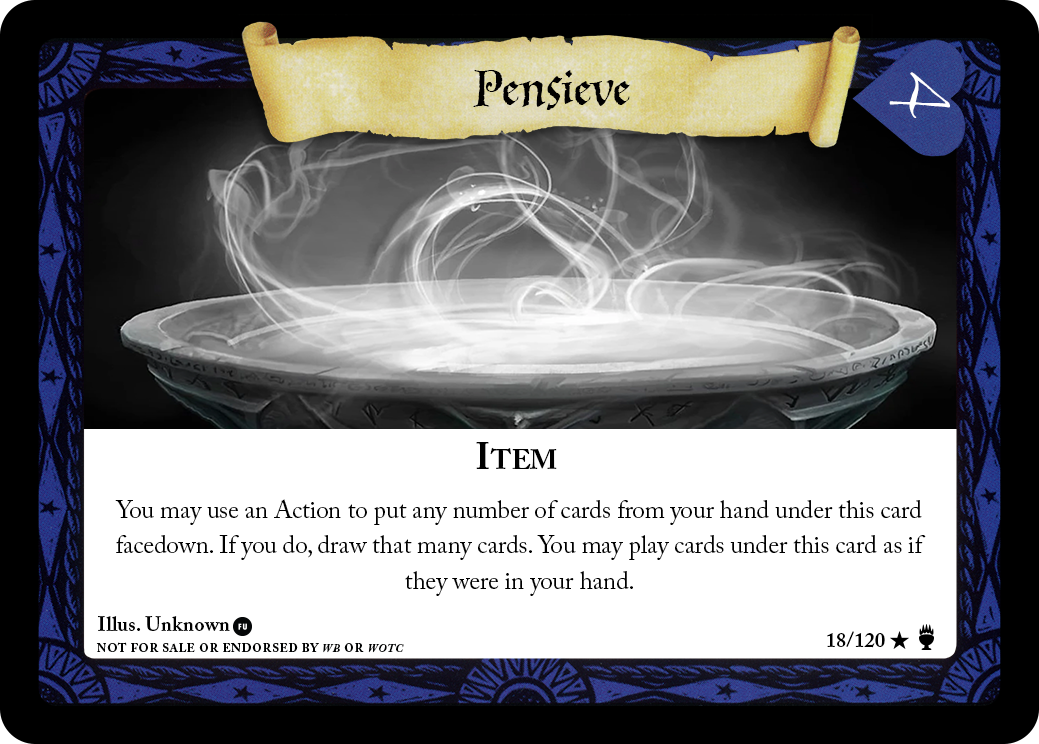 Pensieve
4
Item
You may use an Action to put any number of cards from your hand under this card
facedown. If you do, draw that many cards. You may play cards under this card as if
they were in your hand.
Illus. Unknown FU
NOT FOR SALE OR ENDORSED BY WB OR WOTC
18/120 ★